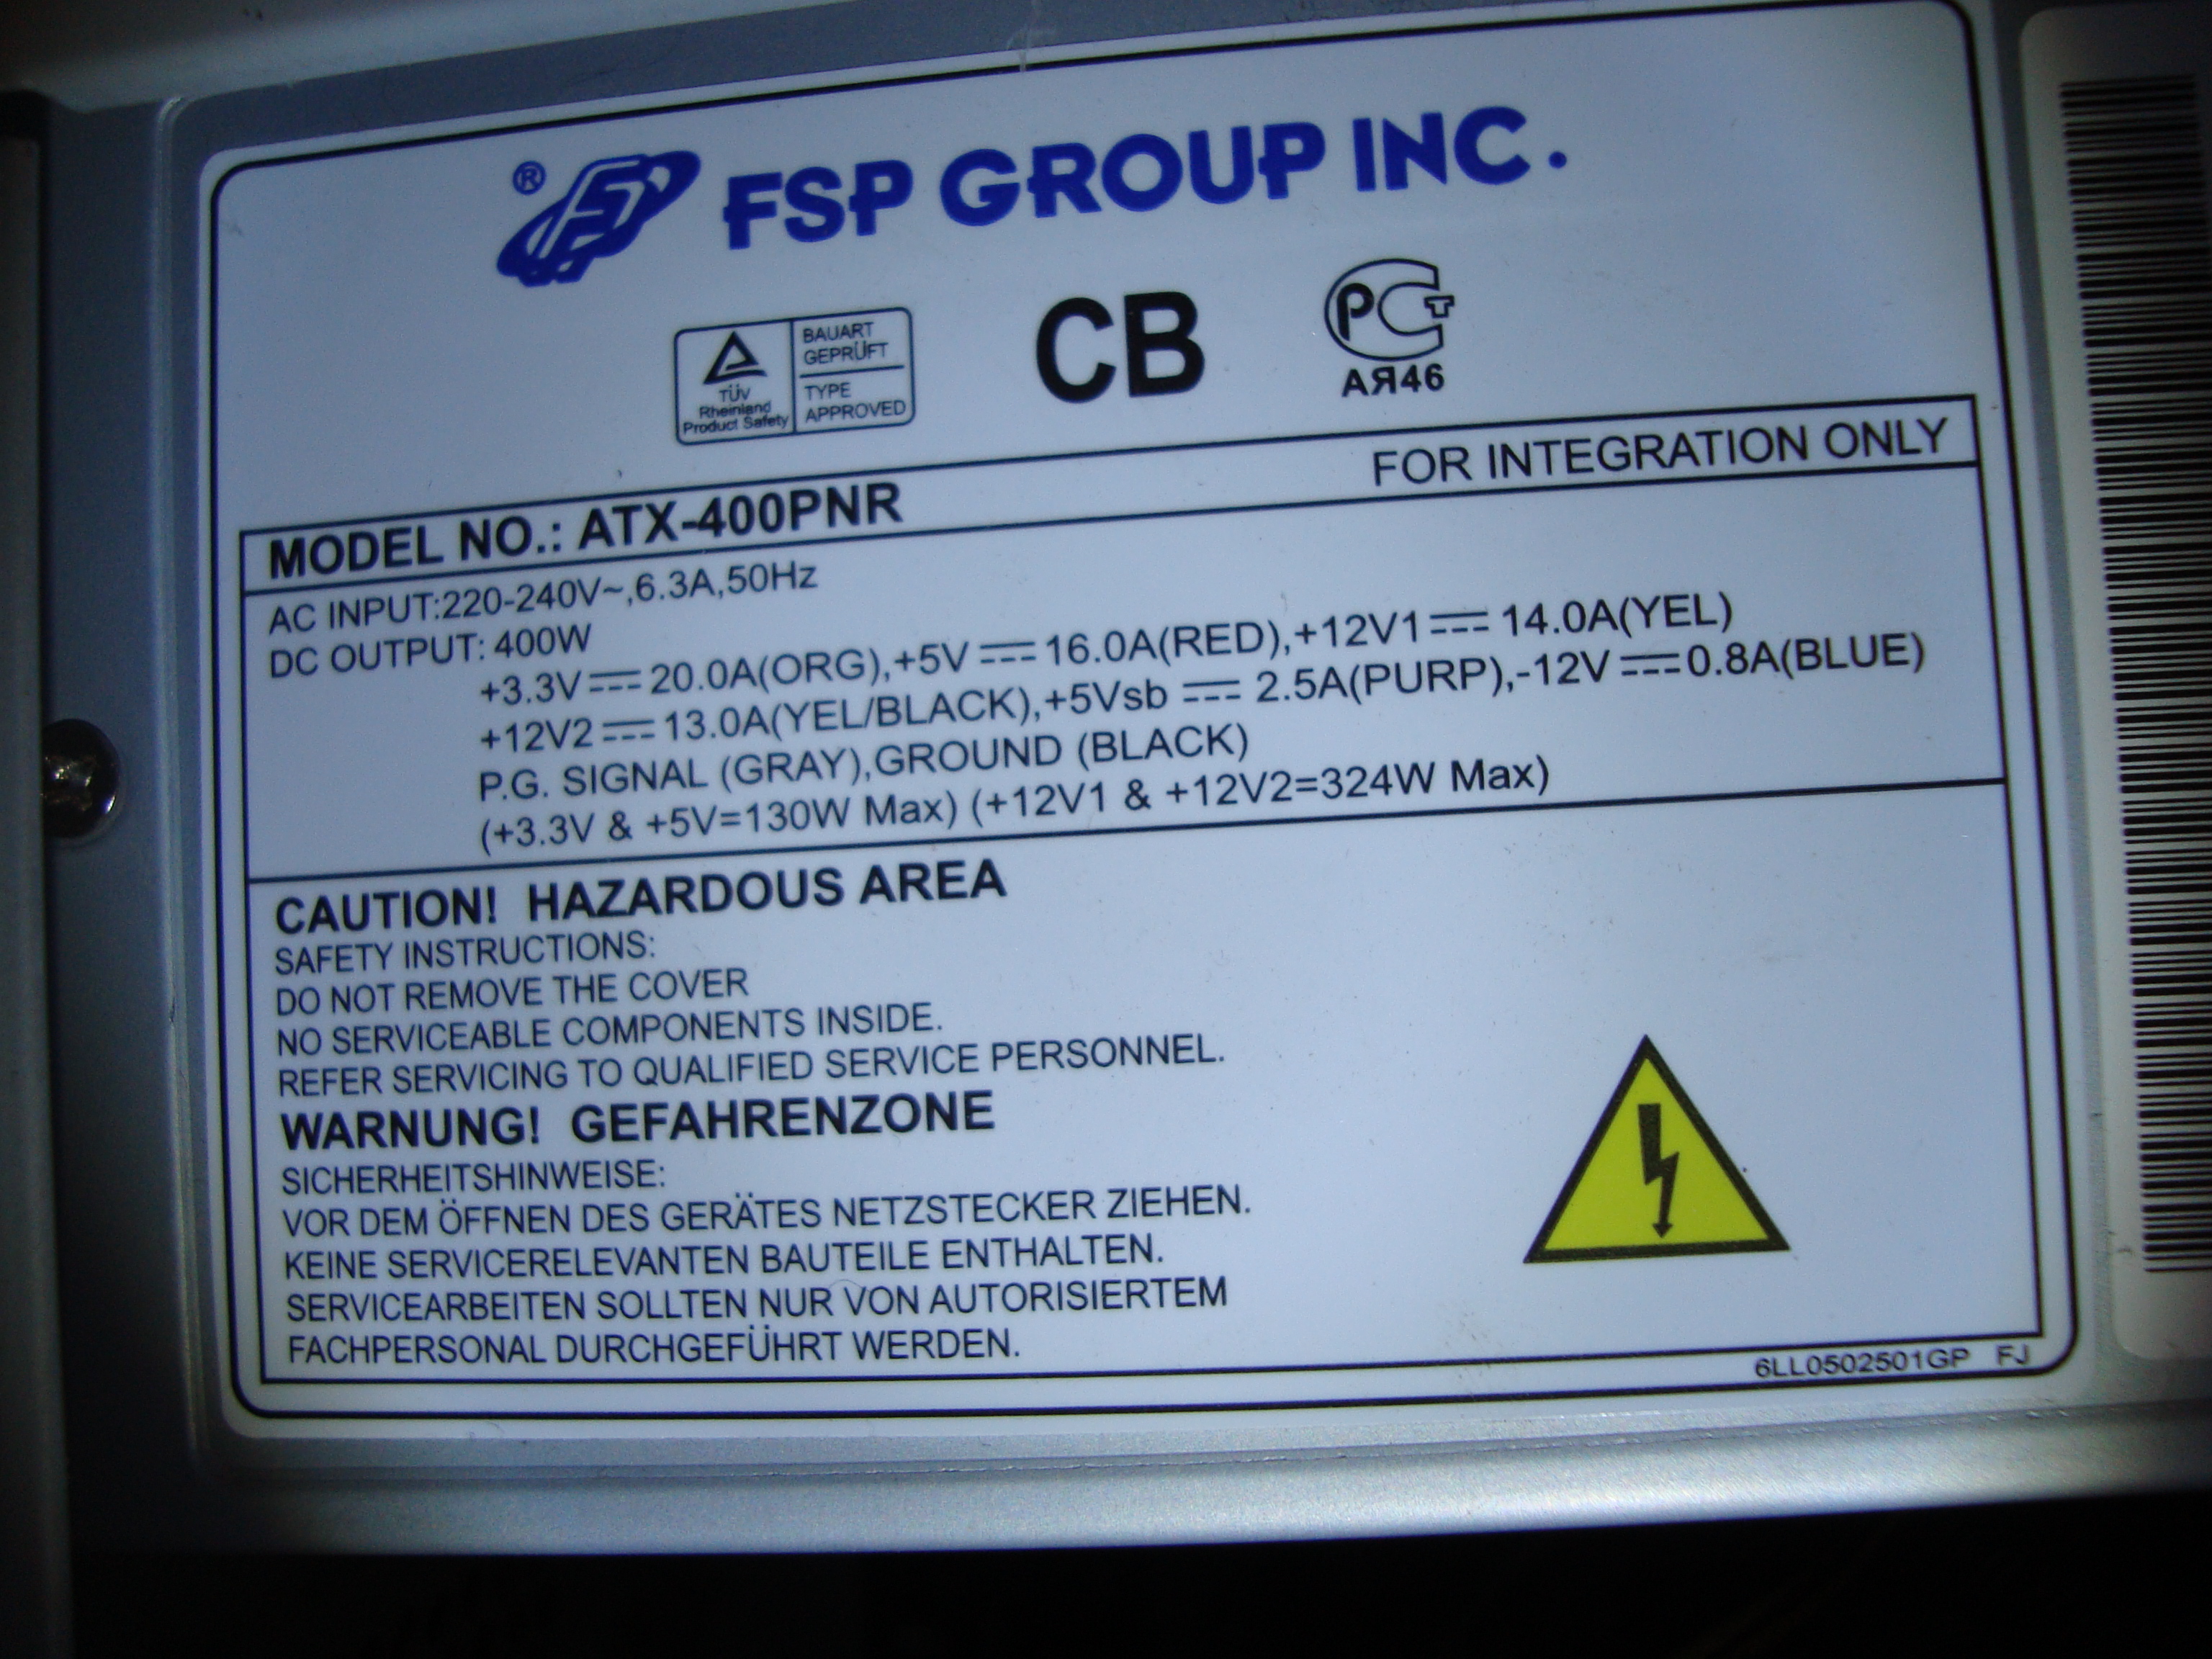 ® FSP GROUP INC.
BAUART
GEPRÜFT
TÜV
Rheinland
Product Safety
TYPE
APPROVED
CB
РСТ
АЯ46
MODEL NO.: ATX-400PNR
FOR INTEGRATION ONLY
AC INPUT:220-240V~,6.3A,50Hz
DC OUTPUT: 400W
+3.3V⎓20.0A(ORG),+5V⎓16.0A(RED),+12V1⎓14.0A(YEL)
+12V2⎓13.0A(YEL/BLACK),+5Vsb⎓2.5A(PURP),-12V⎓0.8A(BLUE)
P.G. SIGNAL (GRAY),GROUND (BLACK)
(+3.3V & +5V=130W Max) (+12V1 & +12V2=324W Max)
CAUTION! HAZARDOUS AREA
SAFETY INSTRUCTIONS:
DO NOT REMOVE THE COVER
NO SERVICEABLE COMPONENTS INSIDE.
REFER SERVICING TO QUALIFIED SERVICE PERSONNEL.
WARNUNG! GEFAHRENZONE
SICHERHEITSHINWEISE:
VOR DEM ÖFFNEN DES GERÄTES NETZSTECKER ZIEHEN.
KEINE SERVICERELEVANTEN BAUTEILE ENTHALTEN.
SERVICEARBEITEN SOLLTEN NUR VON AUTORISIERTEM
FACHPERSONAL DURCHGEFÜHRT WERDEN.
6LL0502501GP FJ